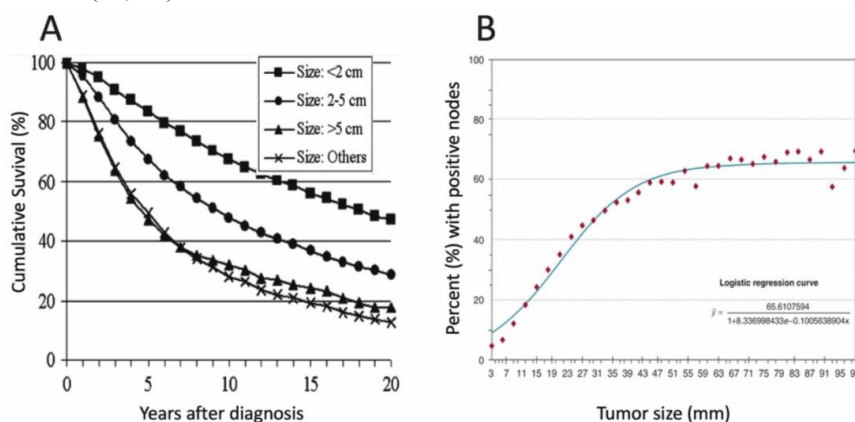 A
B
100
80
60
40
20
0
Cumulative Suvival (%)
Size: <2 cm
Size: 2-5 cm
Size: >5 cm
Size: Others
0 5 10 15 20
Years after diagnosis
100
80
60
40
20
0
Percent (%) with positive nodes
Logistic regression curve
ŷ = 65.6107594
1+8.336998433e−0.1005638904x
3 7 11 15 19 23 27 31 35 39 43 47 51 55 59 63 67 71 75 79 83 87 91 95
Tumor size (mm)